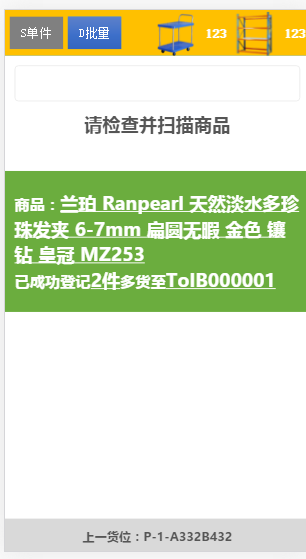 S单件 D批量 123 123
请检查并扫描商品
商品：兰珀 Ranpearl 天然淡水多珍
珠发夹 6-7mm 扁圆无暇 金色 镶
钻 皇冠 MZ253
已成功登记2件多货至ToIB000001
上一货位：P-1-A332B432